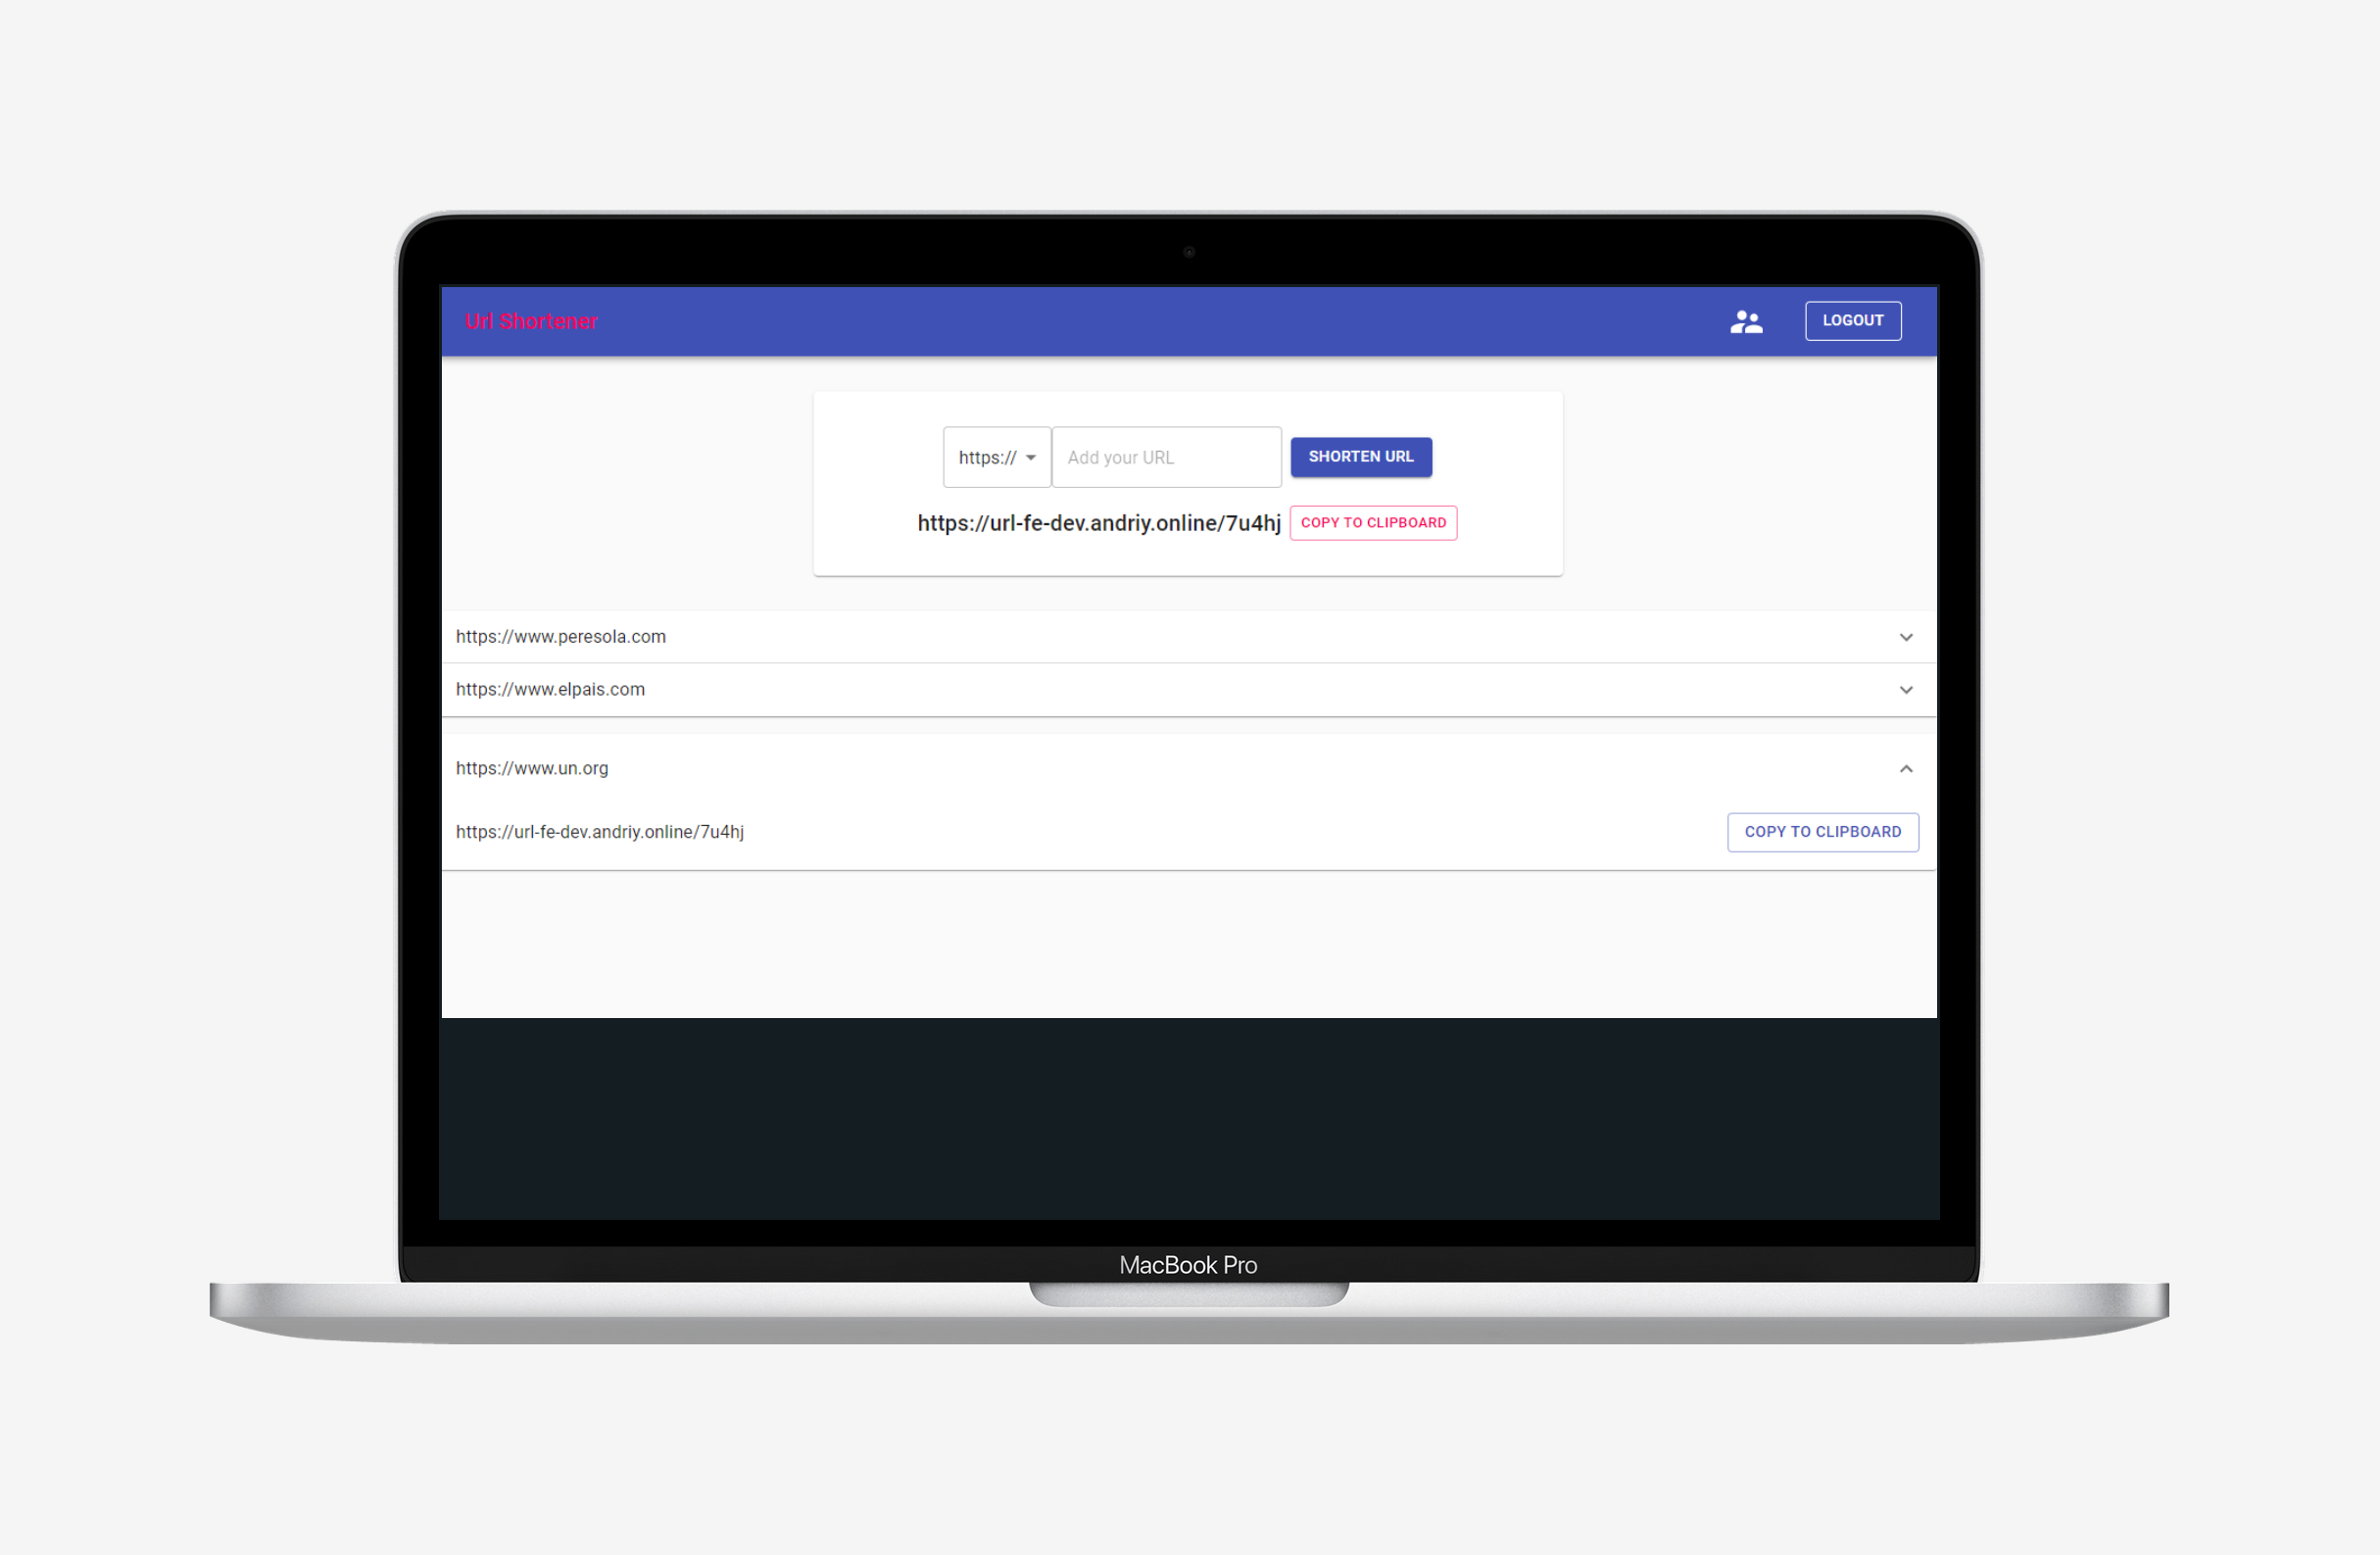 Url Shortener
LOGOUT
https://
Add your URL
SHORTEN URL
https://url-fe-dev.andriy.online/7u4hj
COPY TO CLIPBOARD
https://www.peresola.com
https://www.elpais.com
https://www.un.org
https://url-fe-dev.andriy.online/7u4hj
COPY TO CLIPBOARD
MacBook Pro